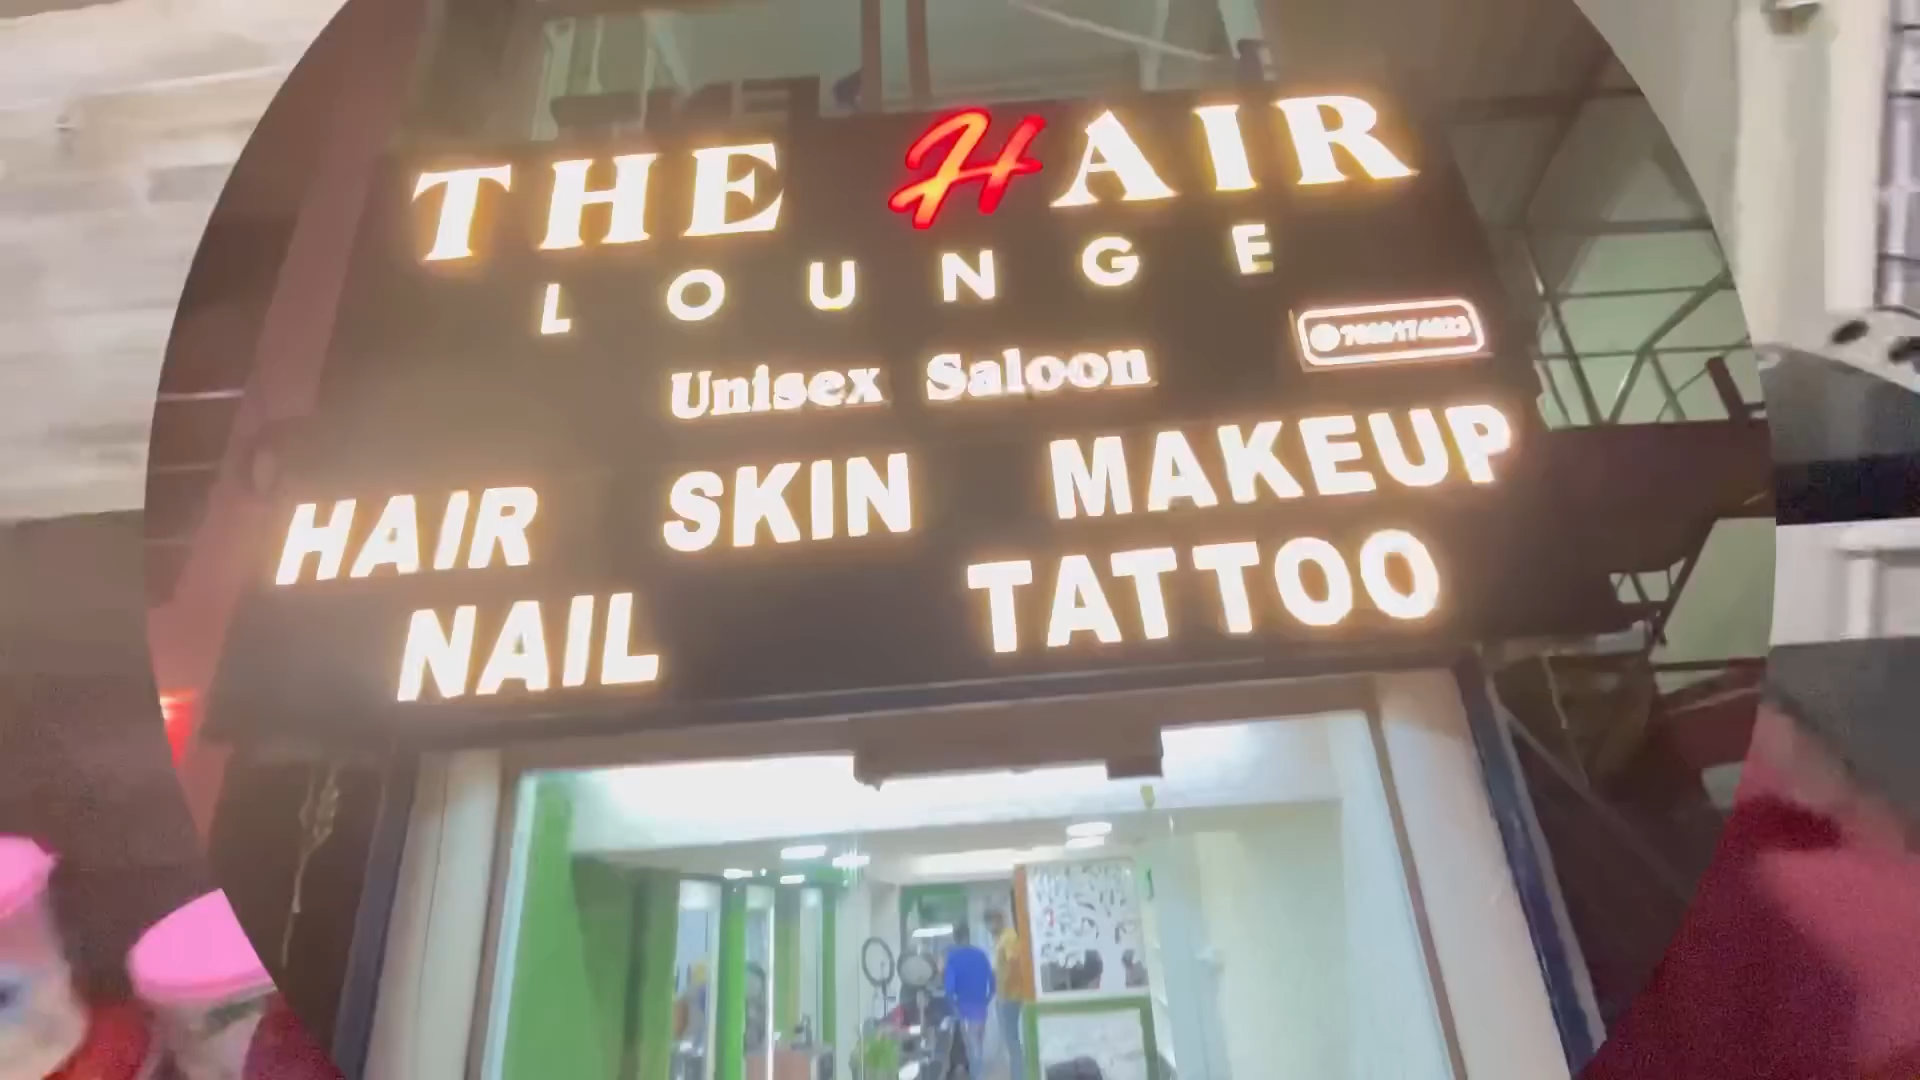 THE HAIR
LOUNGE
Unisex Saloon
HAIR SKIN MAKEUP
NAIL TATTOO